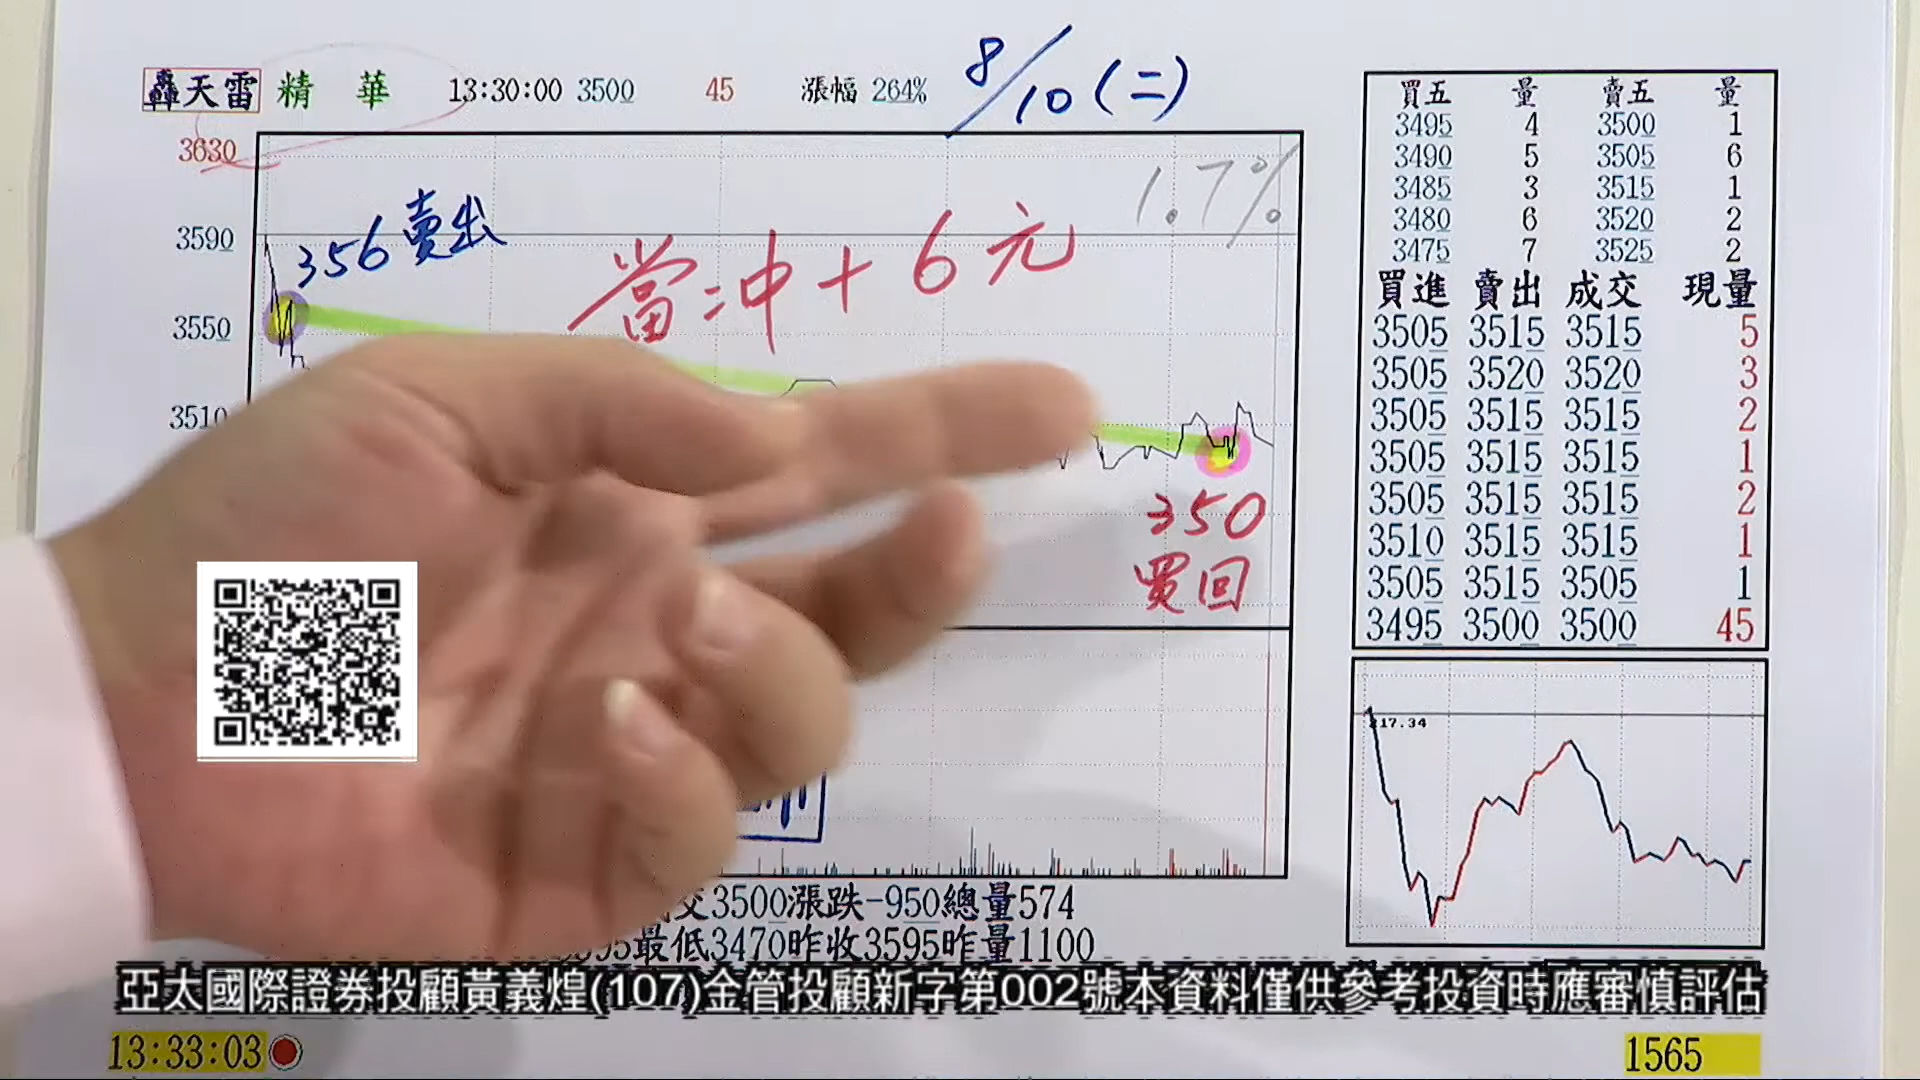 轟天雷 精 華 13:30:00 3500 45 漲幅 264% 8/10(二)
3630
1.7%
3590
356賣出
當沖+6元
3550
3510
350
買回
交3500漲跌-950總量574
最低3470昨收3595昨量1100
買五 量 賣五 量
3495 4 3500 1
3490 5 3505 6
3485 3 3515 1
3480 6 3520 2
3475 7 3525 2
買進 賣出 成交 現量
3505 3515 3515 5
3505 3520 3520 3
3505 3515 3515 2
3505 3515 3515 1
3505 3515 3515 2
3510 3515 3515 1
3505 3515 3505 1
3495 3500 3500 45
亞太國際證券投顧黃義煌(107)金管投顧新字第002號本資料僅供參考投資時應審慎評估
13:33:03 1565